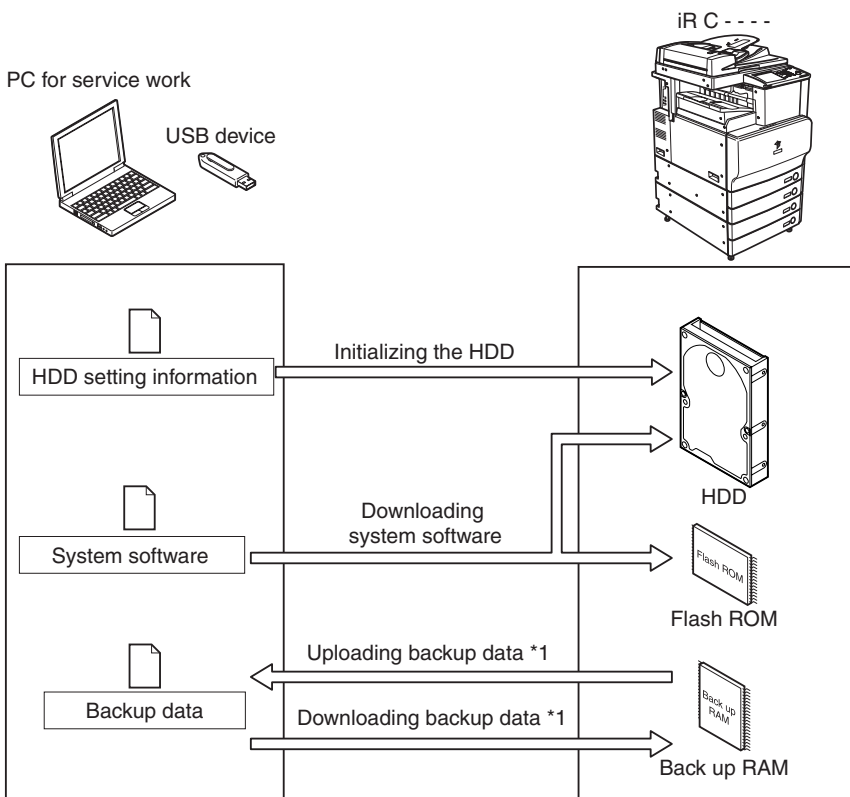 iR C - - - -
PC for service work
USB device
HDD setting information
Initializing the HDD
HDD
System software
Downloading
system software
Flash ROM
Flash ROM
Backup data
Uploading backup data *1
Downloading backup data *1
Back up
RAM
Back up RAM